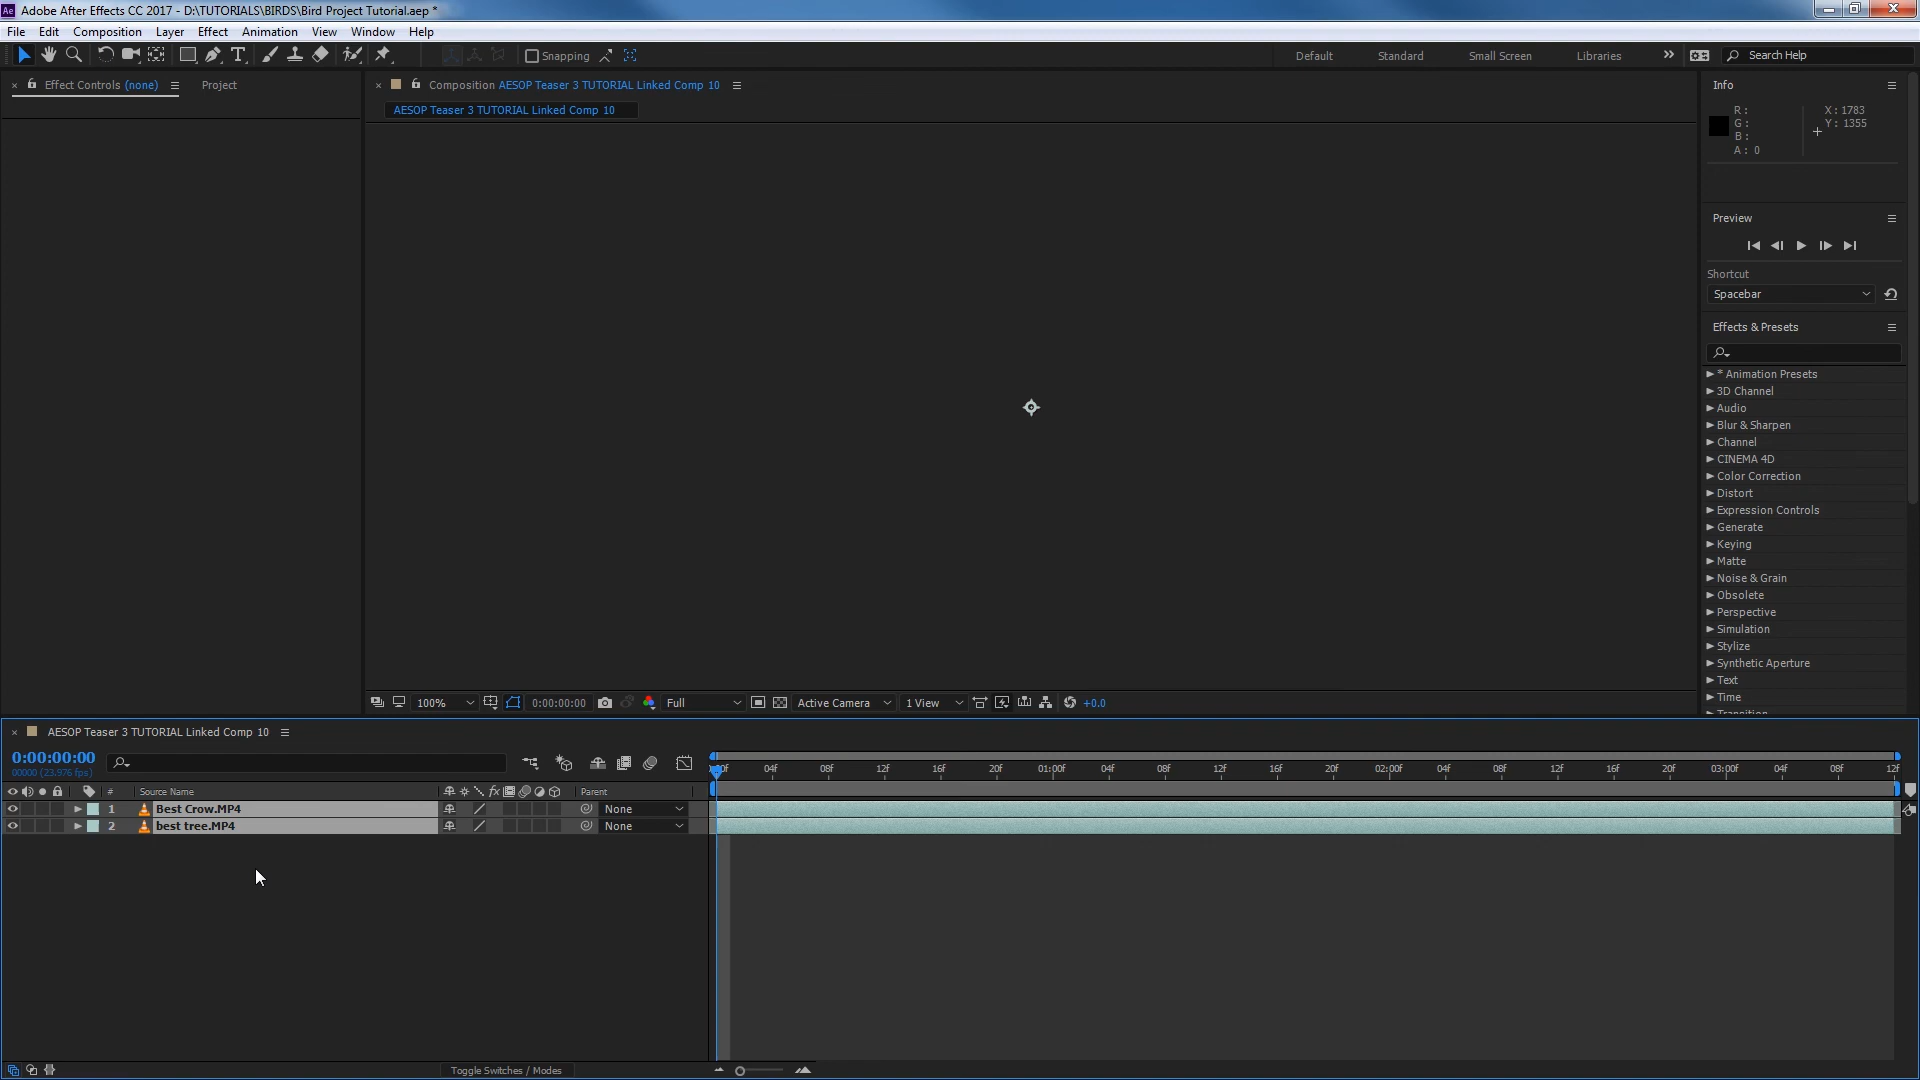 Ae Adobe After Effects CC 2017 - D:\TUTORIALS\BIRDS\Bird Project Tutorial.aep *
File Edit Composition Layer Effect Animation View Window Help
Snapping Default Standard Small Screen Libraries Search Help
Effect Controls (none) Project
Composition AESOP Teaser 3 TUTORIAL Linked Comp 10
AESOP Teaser 3 TUTORIAL Linked Comp 10
Info
R :
G :
B :
A : 0
X : 1783
Y : 1355
Preview
Shortcut
Spacebar
Effects & Presets
* Animation Presets
3D Channel
Audio
Blur & Sharpen
Channel
CINEMA 4D
Color Correction
Distort
Expression Controls
Generate
Keying
Matte
Noise & Grain
Obsolete
Perspective
Simulation
Stylize
Synthetic Aperture
Text
Time
Transition
100% 0:00:00:00 Full Active Camera 1 View +0.0
AESOP Teaser 3 TUTORIAL Linked Comp 10
0:00:00:00
00000 (23.976 fps)
04f 08f 12f 16f 20f 01:00f 04f 08f 12f 16f 20f 02:00f 04f 08f 12f 16f 20f 03:00f 04f 08f 12f
# Source Name fx Parent
1 Best Crow.MP4 None
2 best tree.MP4 None
Toggle Switches / Modes